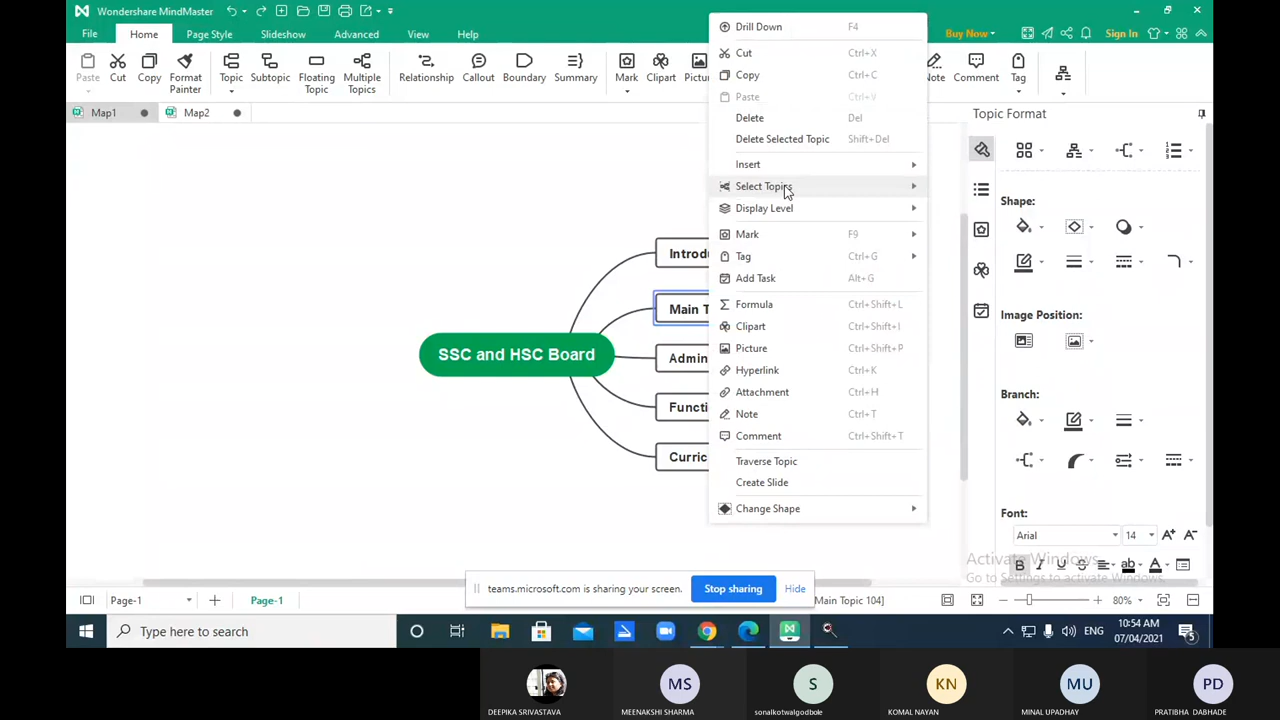 Wondershare MindMaster
File Home Page Style Slideshow Advanced View Help Buy Now Sign In
Paste Cut Copy Format Painter Topic Subtopic Floating Topic Multiple Topics Relationship Callout Boundary Summary Mark Clipart Note Comment Tag
Map1 Map2
Drill Down F4
Cut Ctrl+X
Copy Ctrl+C
Paste Ctrl+V
Delete Del
Delete Selected Topic Shift+Del
Insert
Select Topics
Display Level
Mark F9
Tag Ctrl+G
Add Task Alt+G
Formula Ctrl+Shift+L
Clipart Ctrl+Shift+I
Picture Ctrl+Shift+P
Hyperlink Ctrl+K
Attachment Ctrl+H
Note Ctrl+T
Comment Ctrl+Shift+T
Traverse Topic
Create Slide
Change Shape
SSC and HSC Board
Introdu
Main T
Admin
Functi
Curric
Topic Format
Shape:
Image Position:
Branch:
Font:
Arial 14 A+ A-
B I U S ab A
Activate Windows
Go to Settings to activate Windows.
teams.microsoft.com is sharing your screen. Stop sharing Hide
Page-1 Page-1 Main Topic 104] 80%
Type here to search
ENG
10:54 AM
07/04/2021
5
MS S KN MU PD
DEEPIKA SRIVASTAVA MEENAKSHI SHARMA sonalkotwalgodbole KOMAL NAYAN MINAL UPADHAY PRATIBHA DABHADE